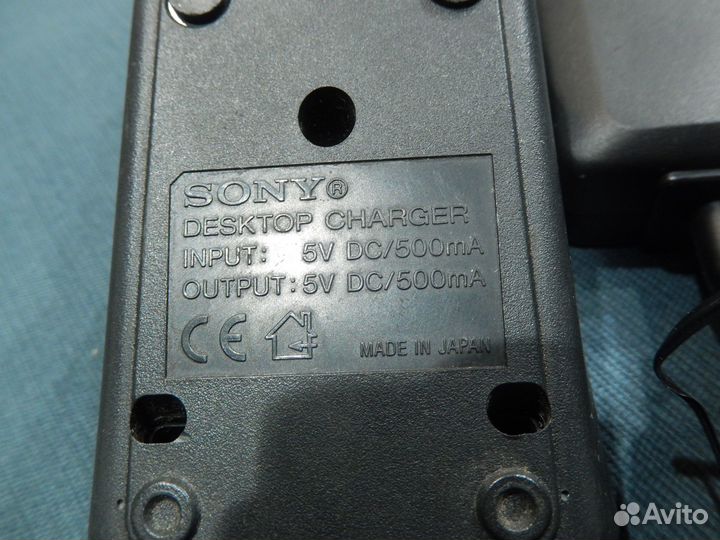 SONY®
DESKTOP CHARGER
INPUT: 5V DC/500mA
OUTPUT: 5V DC/500mA
CE
MADE IN JAPAN
Avito